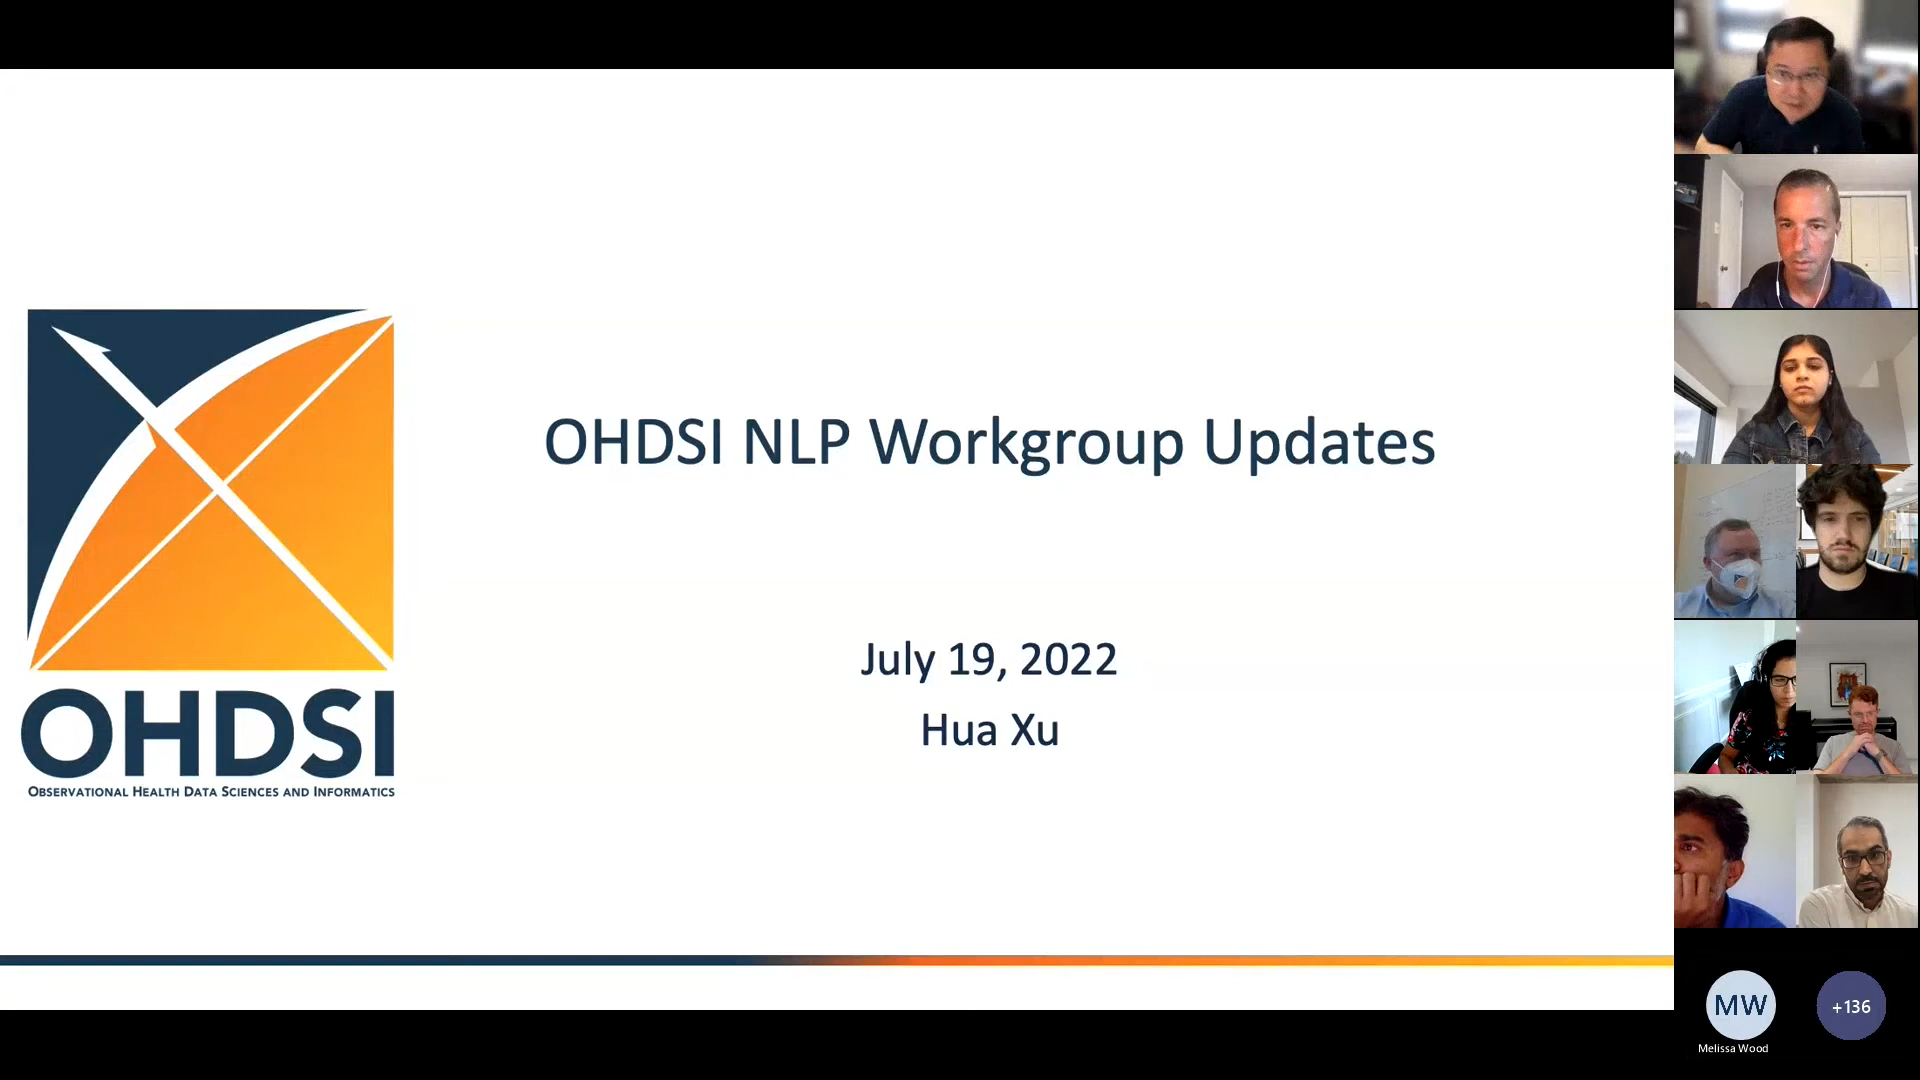 OHDSI NLP Workgroup Updates
July 19, 2022
Hua Xu
OHDSI
OBSERVATIONAL HEALTH DATA SCIENCES AND INFORMATICS
MW
Melissa Wood
+136